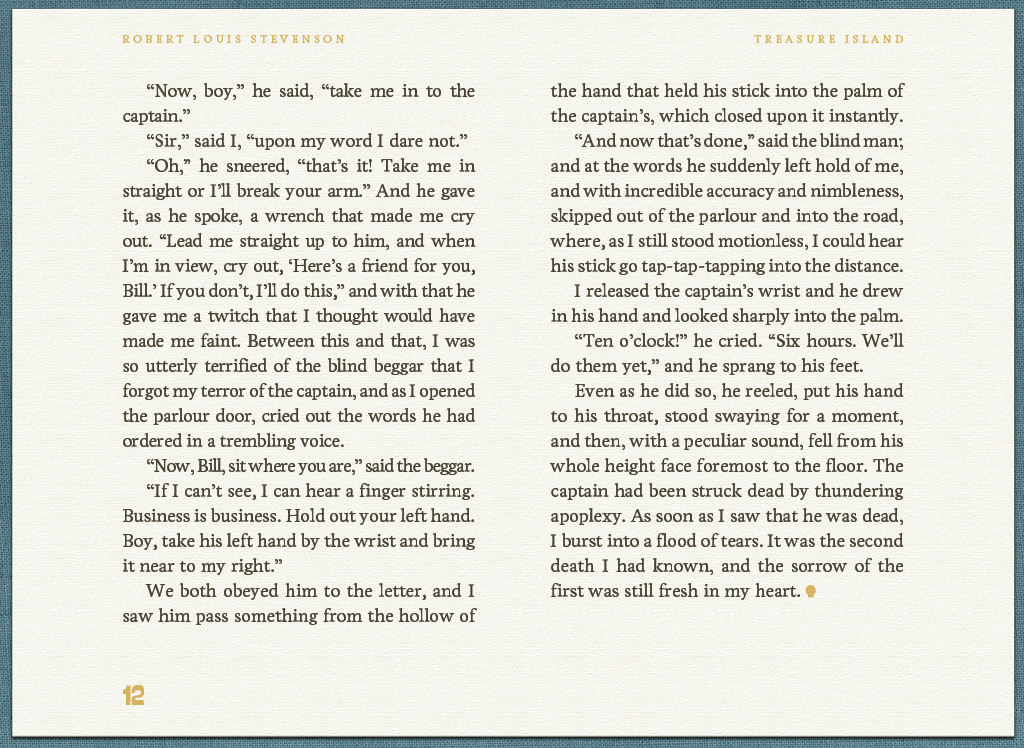 ROBERT LOUIS STEVENSON
TREASURE ISLAND
“Now, boy,” he said, “take me in to the
captain.”
“Sir,” said I, “upon my word I dare not.”
“Oh,” he sneered, “that’s it! Take me in
straight or I’ll break your arm.” And he gave
it, as he spoke, a wrench that made me cry
out. “Lead me straight up to him, and when
I’m in view, cry out, ‘Here’s a friend for you,
Bill.’ If you don’t, I’ll do this,” and with that he
gave me a twitch that I thought would have
made me faint. Between this and that, I was
so utterly terrified of the blind beggar that I
forgot my terror of the captain, and as I opened
the parlour door, cried out the words he had
ordered in a trembling voice.
“Now, Bill, sit where you are,” said the beggar.
“If I can’t see, I can hear a finger stirring.
Business is business. Hold out your left hand.
Boy, take his left hand by the wrist and bring
it near to my right.”
We both obeyed him to the letter, and I
saw him pass something from the hollow of
the hand that held his stick into the palm of
the captain’s, which closed upon it instantly.
“And now that’s done,” said the blind man;
and at the words he suddenly left hold of me,
and with incredible accuracy and nimbleness,
skipped out of the parlour and into the road,
where, as I still stood motionless, I could hear
his stick go tap-tap-tapping into the distance.
I released the captain’s wrist and he drew
in his hand and looked sharply into the palm.
“Ten o’clock!” he cried. “Six hours. We’ll
do them yet,” and he sprang to his feet.
Even as he did so, he reeled, put his hand
to his throat, stood swaying for a moment,
and then, with a peculiar sound, fell from his
whole height face foremost to the floor. The
captain had been struck dead by thundering
apoplexy. As soon as I saw that he was dead,
I burst into a flood of tears. It was the second
death I had known, and the sorrow of the
first was still fresh in my heart.
12